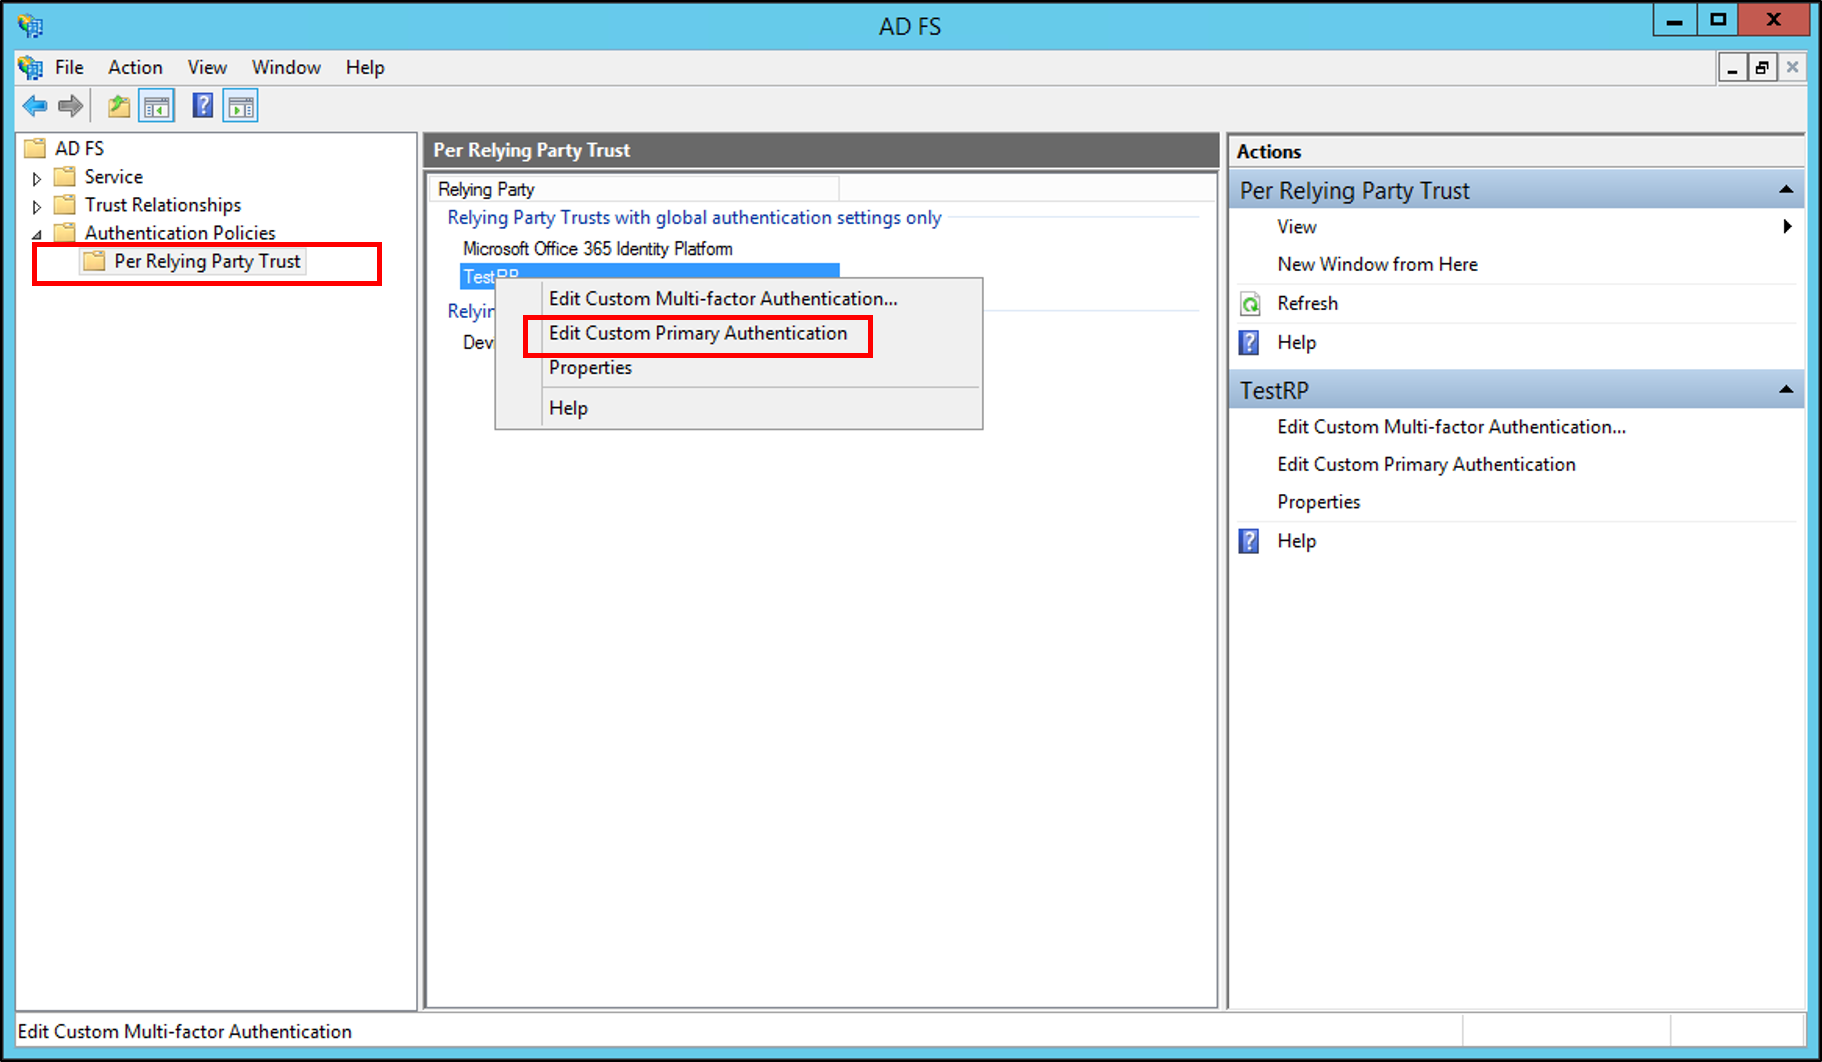 AD FS
File Action View Window Help
AD FS
Service
Trust Relationships
Authentication Policies
Per Relying Party Trust
Per Relying Party Trust
Relying Party
Relying Party Trusts with global authentication settings only
Microsoft Office 365 Identity Platform
TestRP
Edit Custom Multi-factor Authentication...
Edit Custom Primary Authentication
Properties
Help
Actions
Per Relying Party Trust
View
New Window from Here
Refresh
Help
TestRP
Edit Custom Multi-factor Authentication...
Edit Custom Primary Authentication
Properties
Help
Edit Custom Multi-factor Authentication